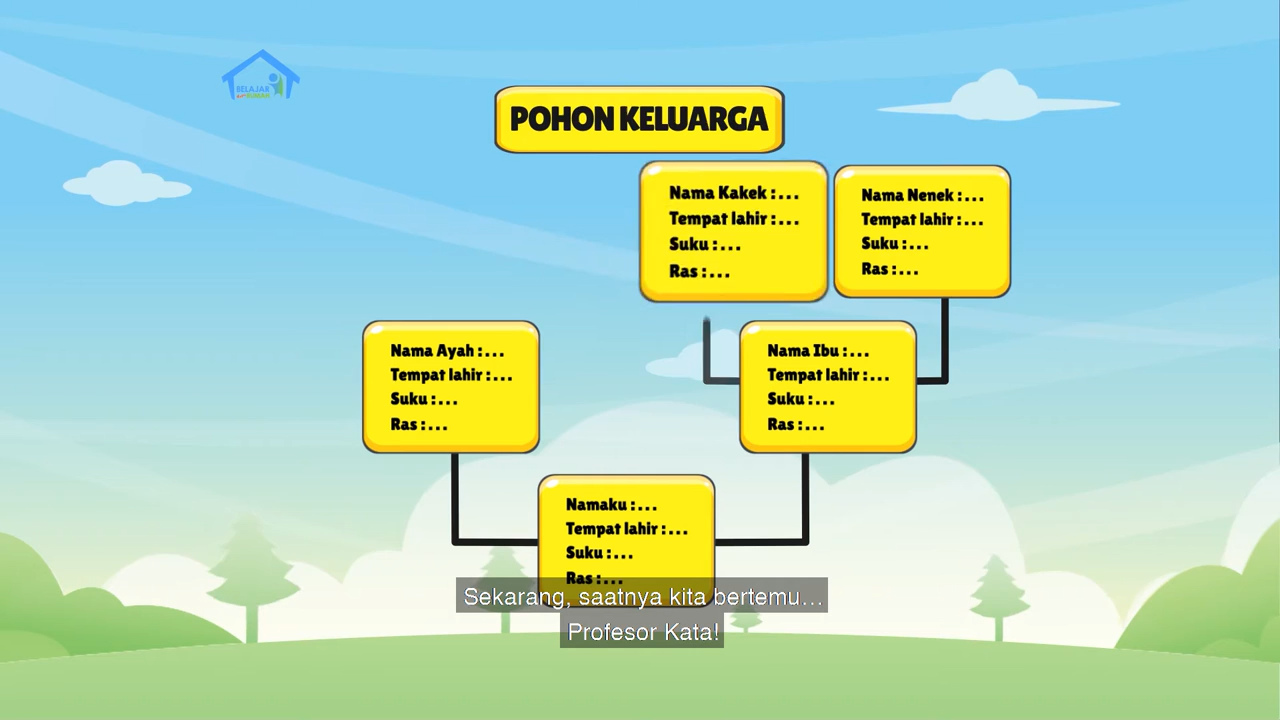 BELAJAR
POHON KELUARGA
Nama Kakek : . . .
Tempat lahir : . . .
Suku : . . .
Ras : . . .
Nama Nenek : . . .
Tempat lahir : . . .
Suku : . . .
Ras : . . .
Nama Ayah : . . .
Tempat lahir : . . .
Suku : . . .
Ras : . . .
Nama Ibu : . . .
Tempat lahir : . . .
Suku : . . .
Ras : . . .
Namaku : . . .
Tempat lahir : . . .
Suku : . . .
Ras : . . .
Sekarang, saatnya kita bertemu...
Profesor Kata!